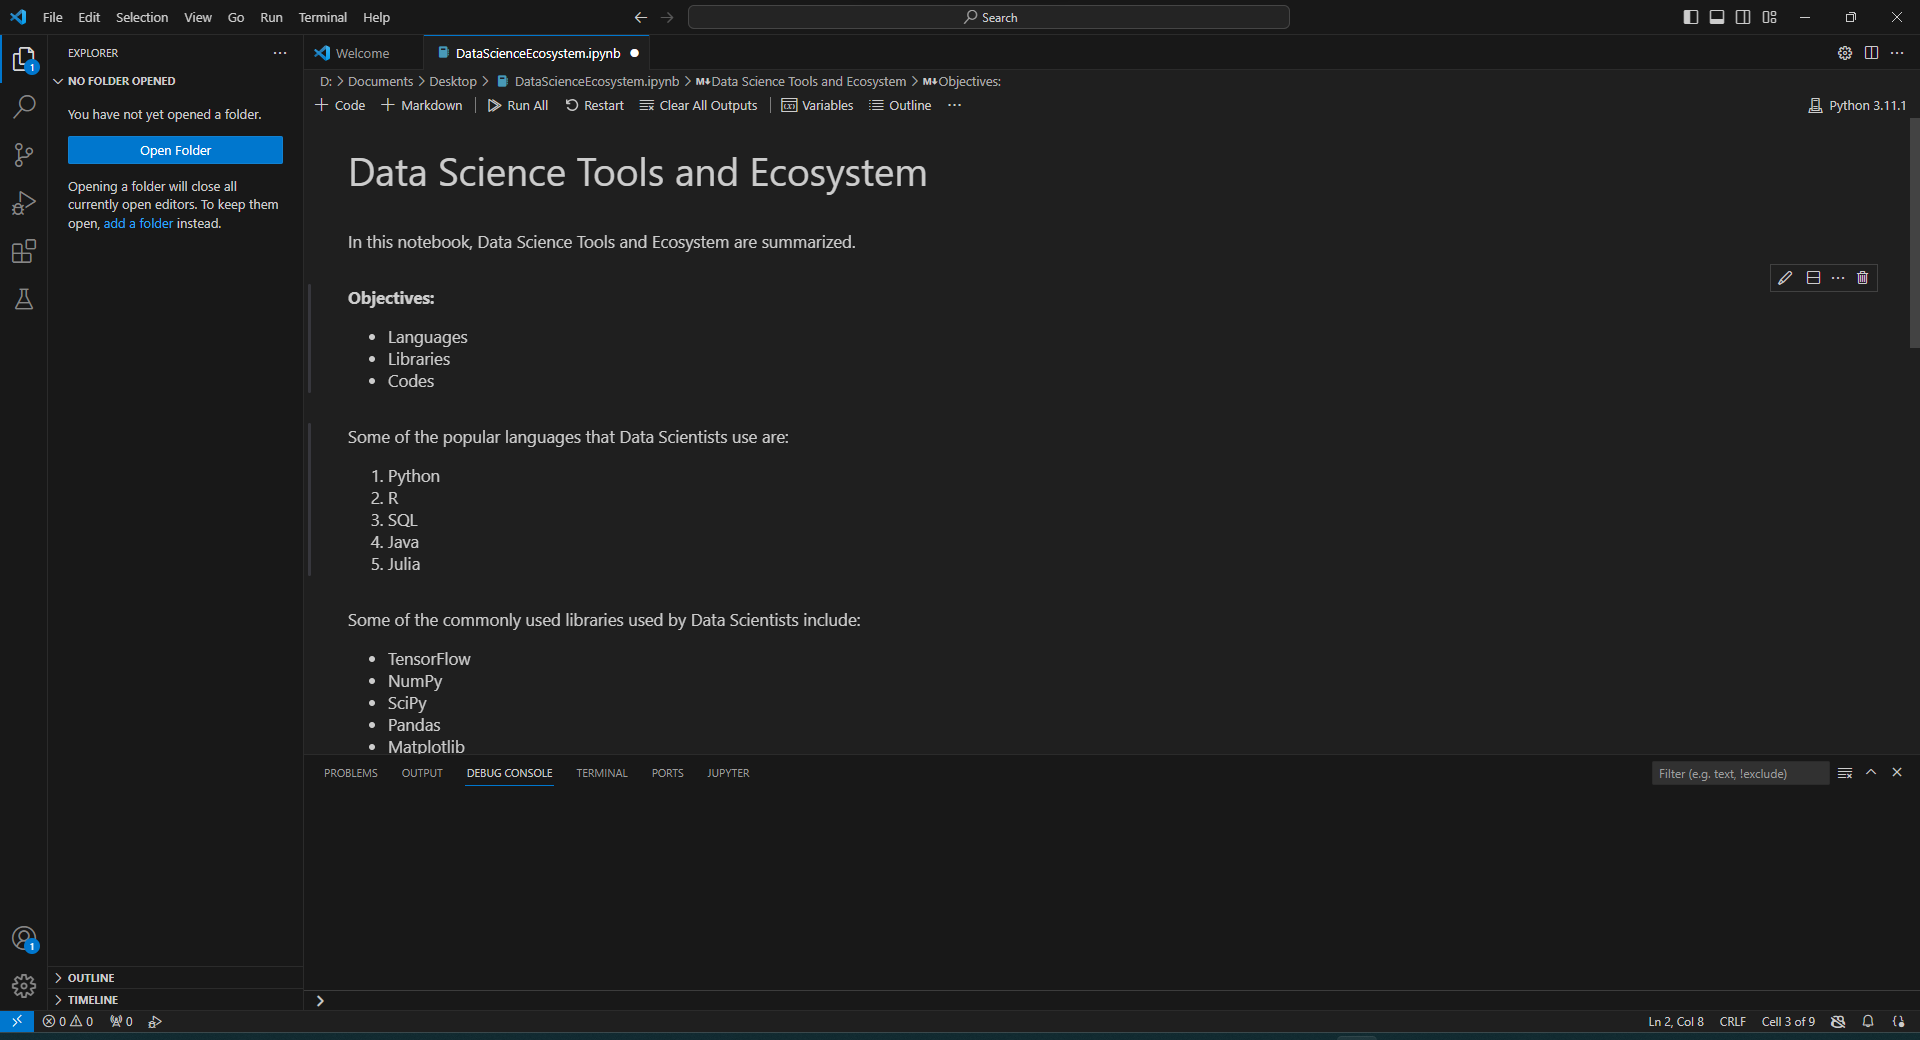 File Edit Selection View Go Run Terminal Help
Search
EXPLORER
Welcome
DataScienceEcosystem.ipynb
NO FOLDER OPENED
You have not yet opened a folder.
Open Folder
Opening a folder will close all
currently open editors. To keep them
open, add a folder instead.
D: > Documents > Desktop > DataScienceEcosystem.ipynb > M↓Data Science Tools and Ecosystem > M↓Objectives:
+ Code + Markdown Run All Restart Clear All Outputs Variables Outline ...
Python 3.11.1
Data Science Tools and Ecosystem
In this notebook, Data Science Tools and Ecosystem are summarized.
Objectives:
• Languages
• Libraries
• Codes
Some of the popular languages that Data Scientists use are:
1. Python
2. R
3. SQL
4. Java
5. Julia
Some of the commonly used libraries used by Data Scientists include:
• TensorFlow
• NumPy
• SciPy
• Pandas
• Matplotlib
PROBLEMS OUTPUT DEBUG CONSOLE TERMINAL PORTS JUPYTER
Filter (e.g. text, !exclude)
1
1
OUTLINE
TIMELINE
0 0 0
Ln 2, Col 8 CRLF Cell 3 of 9